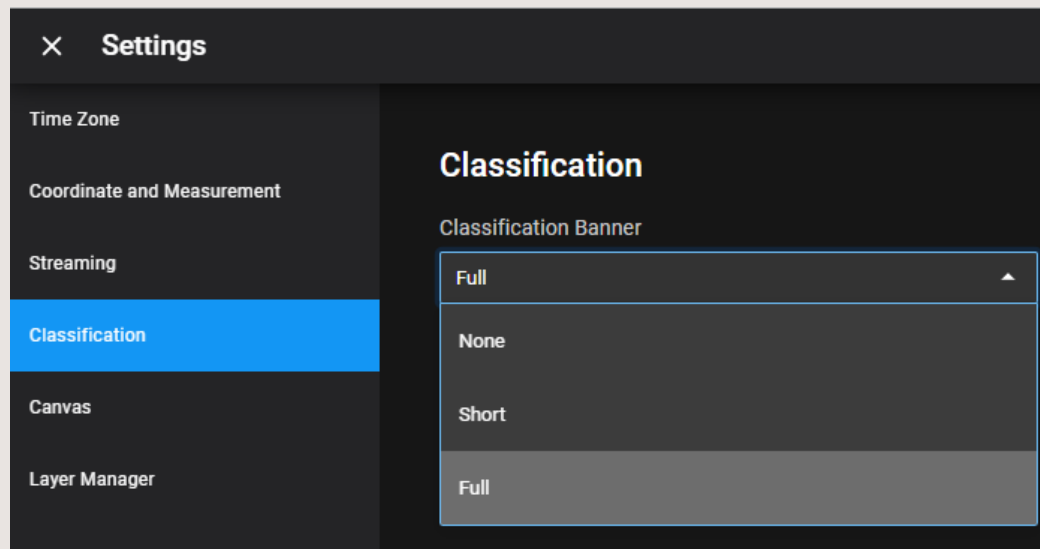 Settings
Time Zone
Coordinate and Measurement
Streaming
Classification
Canvas
Layer Manager
Classification
Classification Banner
Full
None
Short
Full